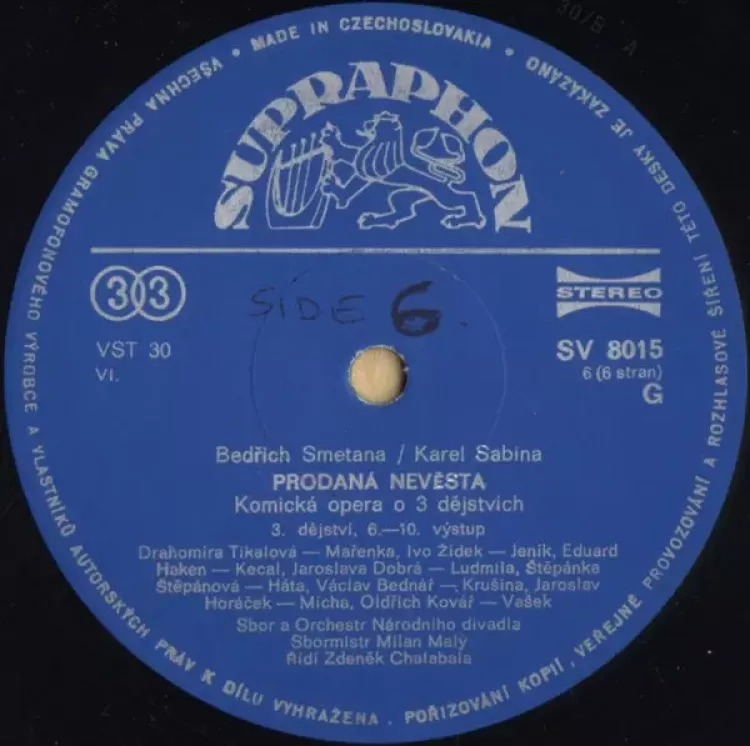 30/S A
MADE IN CZECHOSLOVAKIA • VŠECHNA PRÁVA GRAMOFONOVÉHO VÝROBCE A VLASTNÍKŮ AUTORSKÝCH PRÁV K DÍLU VYHRAŽENA. POŘIZOVÁNÍ KOPIÍ, VEŘEJNÉ PROVOZOVÁNÍ A ROZHLASOVÉ ŠÍŘENÍ TÉTO DESKY JE ZAKÁZÁNO •
SUPRAPHON
33
STEREO
SIDE 6.
VST 30
VI.
SV 8015
6 (6 stran)
G
Bedřich Smetana / Karel Sabina
PRODANÁ NEVĚSTA
Komická opera o 3 dějstvích
3. dějství, 6.—10. výstup
Drahomíra Tikalová — Mařenka, Ivo Žídek — Jeník, Eduard
Haken — Kecal, Jaroslava Dobrá — Ludmila, Štěpánka
Štěpánová — Háta, Václav Bednář — Krušina, Jaroslav
Horáček — Mícha, Oldřich Kovář — Vašek
Sbor a Orchestr Národního divadla
Sbormistr Milan Malý
Řídí Zdeněk Chalabala